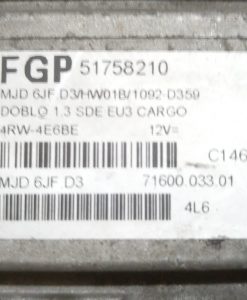 FGP 51758210
MJD 6JF.D3/HW01B/1092-D359
DOBLO 1.3 SDE EU3 CARGO
4RW-4E6BE 12V=
C146
MJD 6JF.D3 71600.033.01
4L6